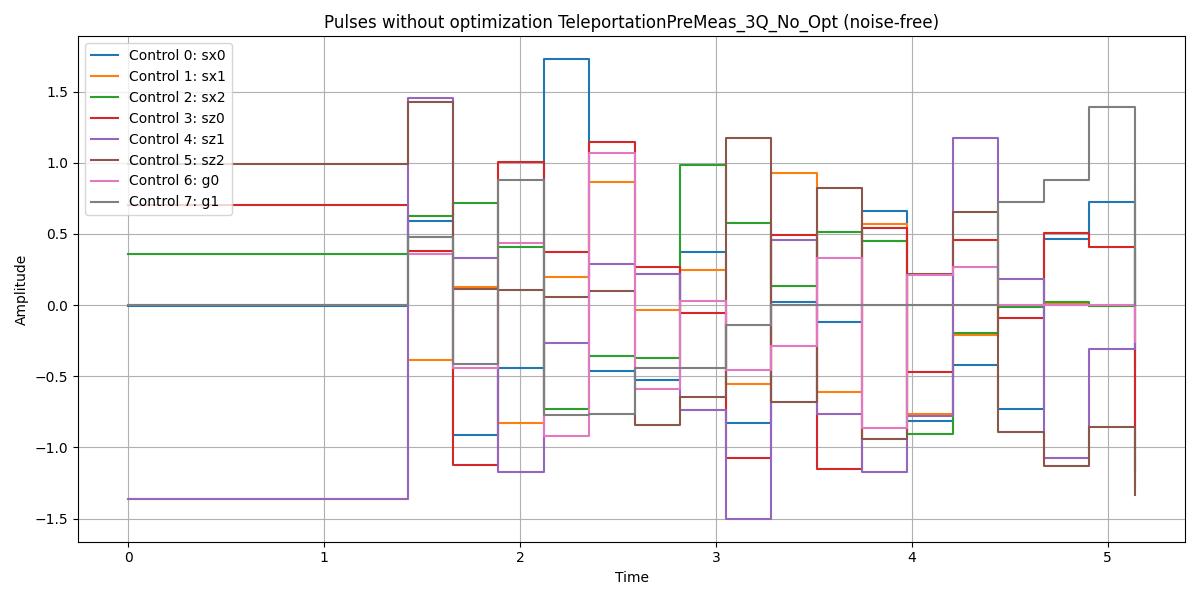 Pulses without optimization TeleportationPreMeas_3Q_No_Opt (noise-free)
Control 0: sx0
Control 1: sx1
Control 2: sx2
Control 3: sz0
Control 4: sz1
Control 5: sz2
Control 6: g0
Control 7: g1
Amplitude
1.5
1.0
0.5
0.0
−0.5
−1.0
−1.5
0 1 2 3 4 5
Time